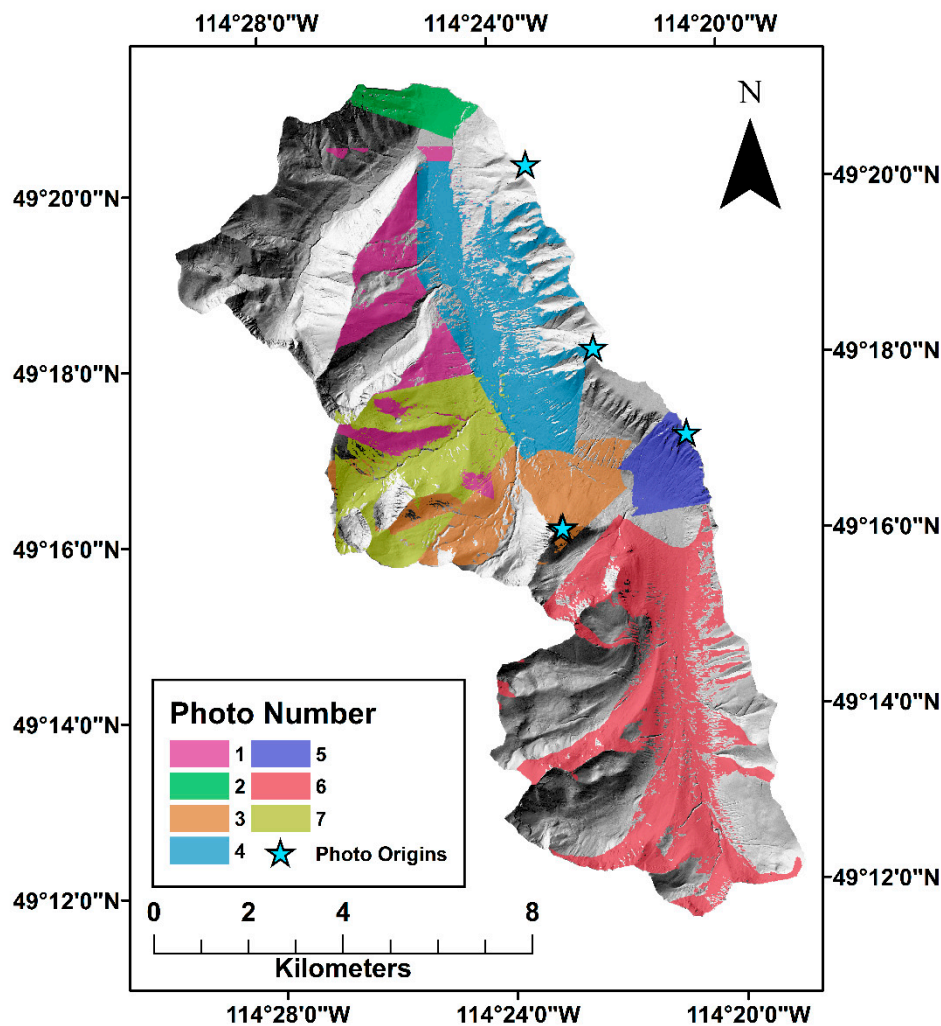 114°28'0"W 114°24'0"W 114°20'0"W
N
49°20'0"N 49°20'0"N
49°18'0"N 49°18'0"N
49°16'0"N 49°16'0"N
49°14'0"N 49°14'0"N
49°12'0"N 49°12'0"N
Photo Number
1 5
2 6
3 7
4 Photo Origins
0 2 4 8
Kilometers
114°28'0"W 114°24'0"W 114°20'0"W